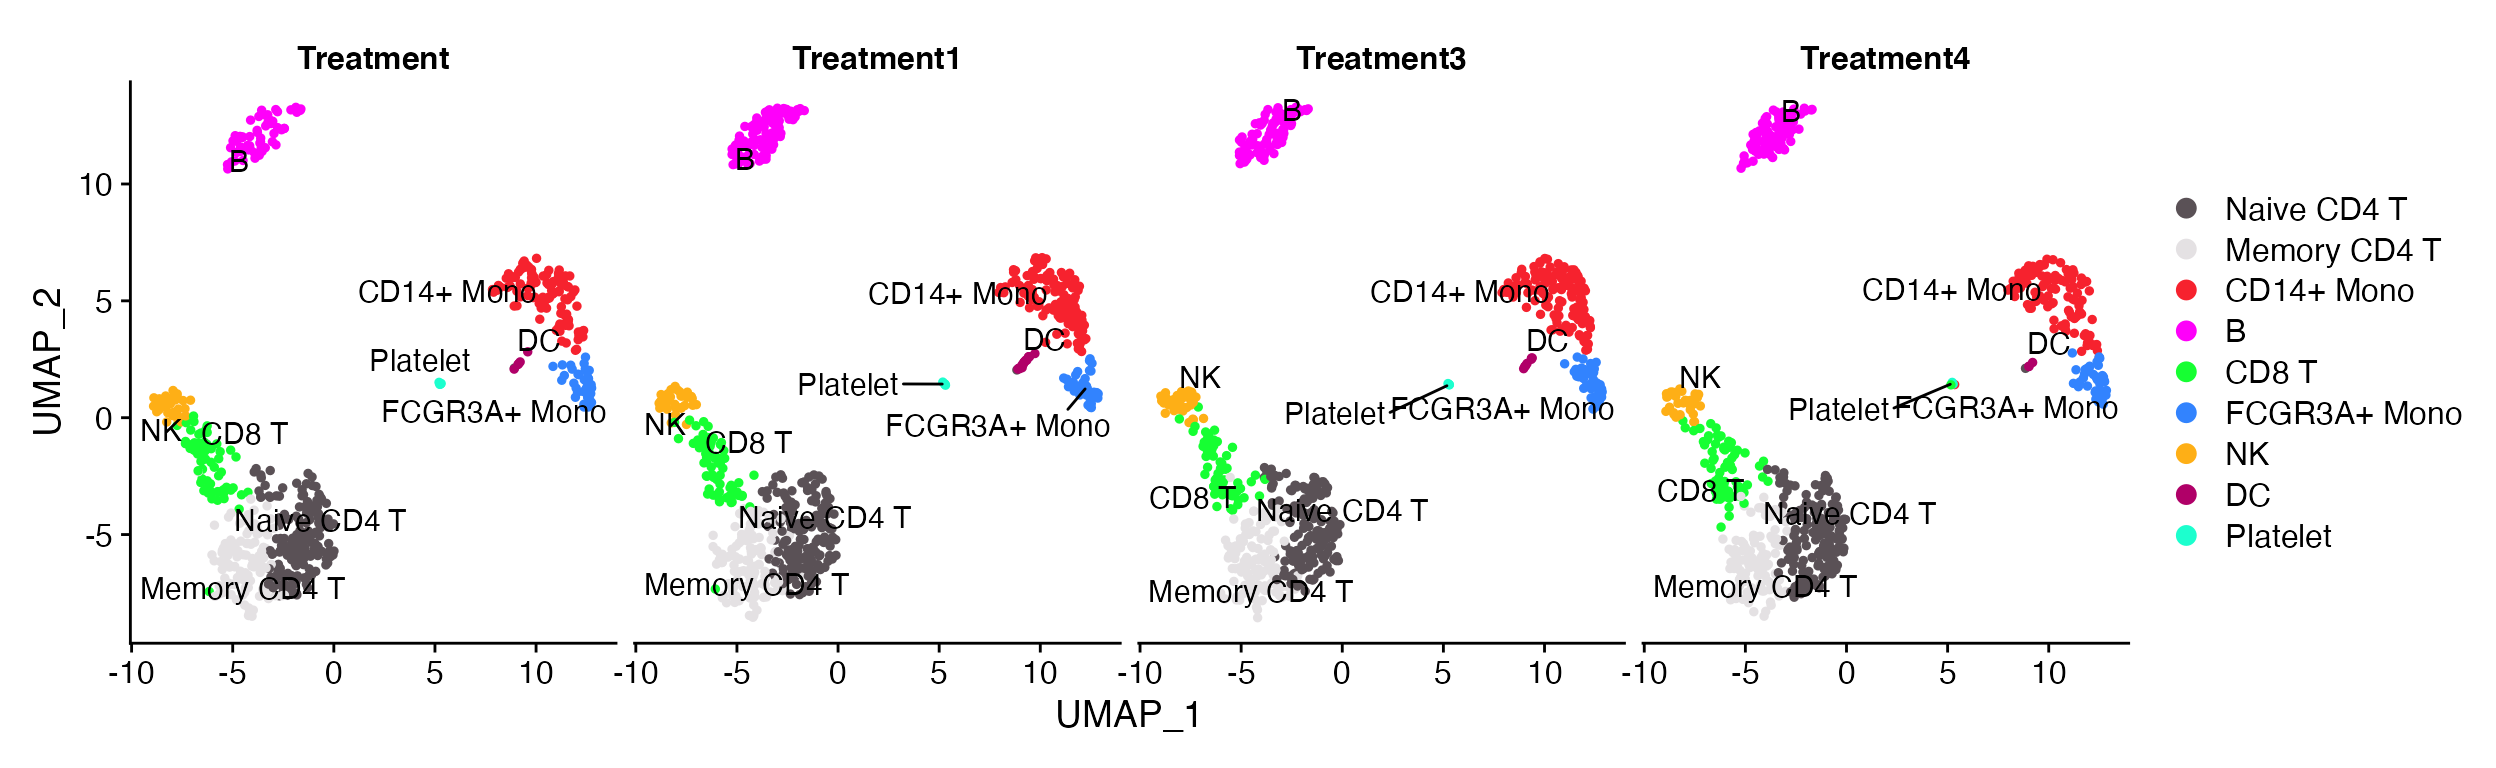 Treatment
Treatment1
Treatment3
Treatment4
UMAP_2
10
5
0
-5
B
CD14+ Mono
DC
Platelet
FCGR3A+ Mono
NK
CD8 T
Naive CD4 T
Memory CD4 T
-10
-5
0
5
10
B
CD14+ Mono
DC
Platelet
FCGR3A+ Mono
NK
CD8 T
Naive CD4 T
Memory CD4 T
-10
-5
0
5
10
B
CD14+ Mono
DC
NK
Platelet
FCGR3A+ Mono
CD8 T
Naive CD4 T
Memory CD4 T
-10
-5
0
5
10
B
CD14+ Mono
DC
NK
Platelet
FCGR3A+ Mono
CD8 T
Naive CD4 T
Memory CD4 T
-10
-5
0
5
10
UMAP_1
Naive CD4 T
Memory CD4 T
CD14+ Mono
B
CD8 T
FCGR3A+ Mono
NK
DC
Platelet